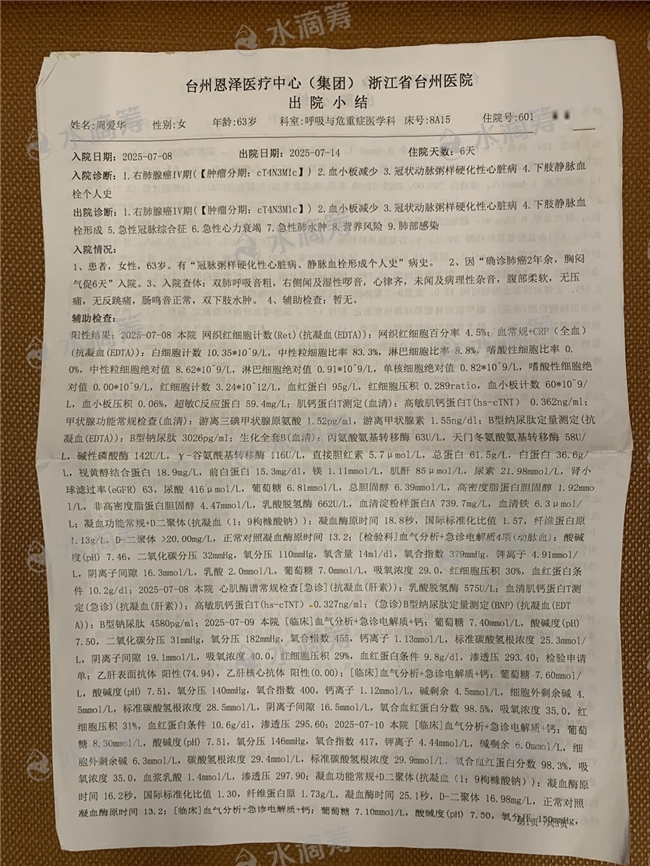 台州恩泽医疗中心（集团） 浙江省台州医院
出 院 小 结
姓名:周爱华 性别:女 年龄:63岁 科室:呼吸与危重症医学科 床号:8A15 住院号:601
入院日期: 2025-07-08 出院日期: 2025-07-14 住院天数: 6天
入院诊断: 1.右肺腺癌IV期(【肿瘤分期: cT4N3M1c】) 2.血小板减少 3.冠状动脉粥样硬化性心脏病 4.下肢静脉血
栓个人史
出院诊断: 1.右肺腺癌IV期(【肿瘤分期: cT4N3M1c】) 2.血小板减少 3.冠状动脉粥样硬化性心脏病 4.下肢静脉血
栓形成 5.急性冠脉综合征 6.急性心力衰竭 7.急性肺水肿 8.营养风险 9.肺部感染
入院情况:
1、患者，女性，63岁。有“冠脉粥样硬化性心脏病、静脉血栓形成个人史”病史。 2、因“确诊肺癌2年余，胸闷
气促6天”入院。3、入院查体: 双肺呼吸音粗，右侧闻及湿性啰音，心律齐，未闻及病理性杂音，腹部柔软，无压
痛，无反跳痛，肠鸣音正常，双下肢水肿。 4、辅助检查: 暂无。
辅助检查:
阳性结果: 2025-07-08 本院 网织红细胞计数(Ret)(抗凝血(EDTA)): 网织红细胞百分率 4.5%; 血常规+CRP（全血）
(抗凝血(EDTA)): 白细胞计数 10.35*10^9/L，中性粒细胞比率 83.3%，淋巴细胞比率 8.8%，嗜酸性细胞比率 0.
0%，中性粒细胞绝对值 8.62*10^9/L，淋巴细胞绝对值 0.91*10^9/L，单核细胞绝对值 0.82*10^9/L，嗜酸性细胞绝
对值 0.00*10^9/L，红细胞计数 3.24*10^12/L，血红蛋白 95g/L，红细胞压积 0.289ratio，血小板计数 60*10^9/
L，血小板压积 0.06%，超敏C反应蛋白 59.4mg/L; 肌钙蛋白T测定(血清): 高敏肌钙蛋白T(hs-cTNT) 0.362ng/ml;
甲状腺功能常规检查(血清): 游离三碘甲状腺原氨酸 1.52pg/ml，游离甲状腺素 1.55ng/dl; B型钠尿肽定量测定(抗
凝血(EDTA)): B型钠尿肽 3026pg/ml; 生化全套B(血清): 丙氨酸氨基转移酶 63U/L，天门冬氨酸氨基转移酶 58U/
L，碱性磷酸酶 142U/L，γ-谷氨酰基转移酶 116U/L，直接胆红素 5.7μmol/L，总蛋白 61.5g/L，白蛋白 36.6g/
L，视黄醇结合蛋白 18.9mg/L，前白蛋白 15.3mg/dl，镁 1.11mmol/L，肌酐 85μmol/L，尿素 21.98mmol/L，肾小
球滤过率(eGFR) 63，尿酸 416μmol/L，葡萄糖 6.81mmol/L，总胆固醇 6.39mmol/L，高密度脂蛋白胆固醇 1.92mmo
l/L，非高密度脂蛋白胆固醇 4.47mmol/L，乳酸脱氢酶 662U/L，血清淀粉样蛋白A 739.7mg/L，血清铁 6.3μmol/
L; 凝血功能常规+D二聚体(抗凝血(1: 9枸橼酸钠)): 凝血酶原时间 18.8秒，国际标准化比值 1.57，纤维蛋白原
1.13g/L，D-二聚体 >20.00mg/L，正常对照凝血酶原时间 13.2; [检验科]血气分析+急诊电解质4项(动脉血): 酸碱
度(pH) 7.46，二氧化碳分压 32mmHg，氧分压 110mmHg，氧含量 14ml/dl，氧合指数 379mmHg，钾离子 4.91mmol/
L，阴离子间隙 16.3mmol/L，乳酸 2.0mmol/L，葡萄糖 7.0mmol/L，吸氧浓度 29.0，红细胞压积 30%，血红蛋白条
件 10.2g/dl; 2025-07-08 本院 心肌酶谱常规检查[急诊](抗凝血(肝素)): 乳酸脱氢酶 575U/L; 血清肌钙蛋白T测
定(急诊)(抗凝血(肝素)): 高敏肌钙蛋白T(hs-cTNT) 0.327ng/ml; (急诊)B型钠尿肽定量测定(BNP)(抗凝血(EDT
A)): B型钠尿肽 4580pg/ml; 2025-07-09 本院 [临床]血气分析+急诊电解质+钙: 葡萄糖 7.40mmol/L，酸碱度(pH)
7.50，二氧化碳分压 31mmHg，氧分压 182mmHg，氧合指数 455，钙离子 1.13mmol/L，标准碳酸氢根浓度 25.3mmol/
L，阴离子间隙 19.1mmol/L，吸氧浓度 40.0，红细胞压积 29%，血红蛋白条件 9.8g/dl，渗透压 293.40; 检验申请
单: 乙肝表面抗体 阳性(74.94)，乙肝核心抗体 阳性(0.00); [临床]血气分析+急诊电解质+钙: 葡萄糖 7.60mmol/
L，酸碱度(pH) 7.51，氧分压 140mmHg，氧合指数 400，钙离子 1.12mmol/L，碱剩余 4.5mmol/L，细胞外剩余碱 4.
5mmol/L，标准碳酸氢根浓度 28.5mmol/L，阴离子间隙 16.5mmol/L，氧合血红蛋白分数 98.5%，吸氧浓度 35.0，红
细胞压积 31%，血红蛋白条件 10.6g/dl，渗透压 295.60; 2025-07-10 本院 [临床]血气分析+急诊电解质+钙: 葡萄
糖 8.30mmol/L，酸碱度(pH) 7.51，氧分压 146mmHg，氧合指数 417，钾离子 4.44mmol/L，碱剩余 6.0mmol/L，细
胞外剩余碱 6.3mmol/L，碳酸氢根浓度 29.4mmol/L，标准碳酸氢根浓度 29.9mmol/L，氧合血红蛋白分数 98.3%，吸
氧浓度 35.0，血浆乳酸 1.4mmol/L，渗透压 297.90; 凝血功能常规+D二聚体(抗凝血(1: 9枸橼酸钠)): 凝血酶原
时间 16.2秒，国际标准化比值 1.30，纤维蛋白原 1.73g/L，凝血酶时间 25.1秒，D-二聚体 16.98mg/L，正常对照
凝血酶原时间 13.2; [临床]血气分析+急诊电解质+钙: 葡萄糖 7.10mmol/L，酸碱度(pH) 7.50，氧分压 150mmHg，
第1页 共3页
水滴筹